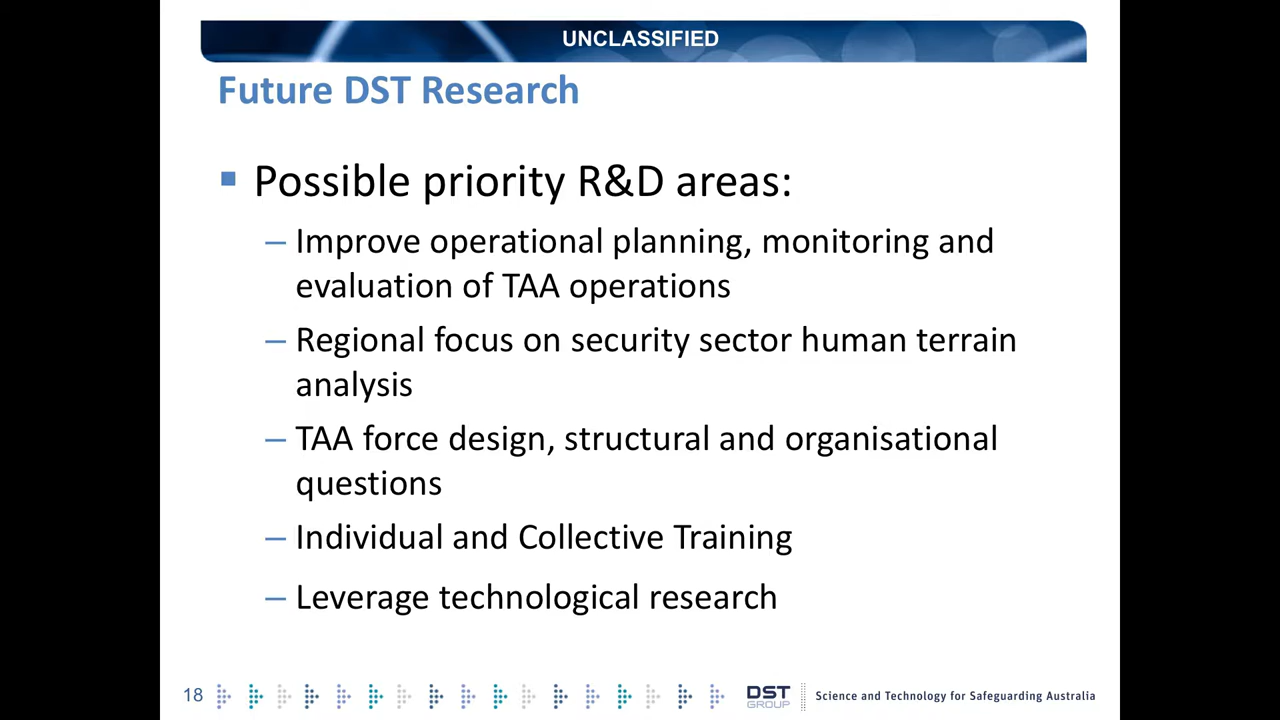 UNCLASSIFIED
Future DST Research
Possible priority R&D areas:
– Improve operational planning, monitoring and
evaluation of TAA operations
– Regional focus on security sector human terrain
analysis
– TAA force design, structural and organisational
questions
– Individual and Collective Training
– Leverage technological research
18
DST
GROUP
Science and Technology for Safeguarding Australia